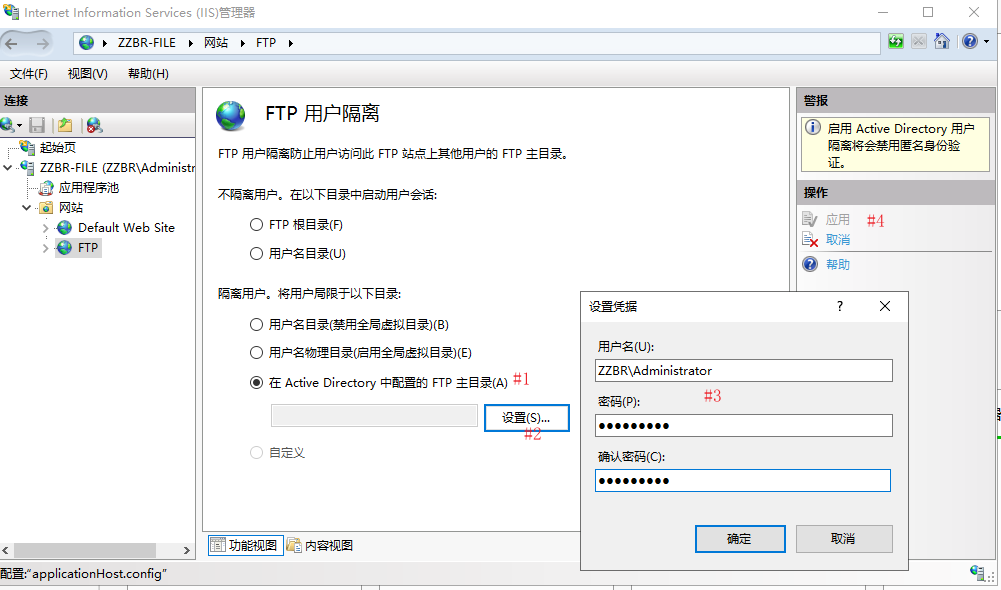 Internet Information Services (IIS)管理器
ZZBR-FILE 网站 FTP
文件(F) 视图(V) 帮助(H)
连接
起始页
ZZBR-FILE (ZZBR\Administr
应用程序池
网站
Default Web Site
FTP
FTP 用户隔离
FTP 用户隔离防止用户访问此 FTP 站点上其他用户的 FTP 主目录。
不隔离用户。在以下目录中启动用户会话:
FTP 根目录(F)
用户名目录(U)
隔离用户。将用户局限于以下目录:
用户名目录(禁用全局虚拟目录)(B)
用户名物理目录(启用全局虚拟目录)(E)
在 Active Directory 中配置的 FTP 主目录(A) #1
设置(S)...
#2
自定义
功能视图 内容视图
警报
启用 Active Directory 用户
隔离将会禁用匿名身份验
证。
操作
应用 #4
取消
帮助
设置凭据 ?
用户名(U):
ZZBR\Administrator
#3
密码(P):
●●●●●●●●●
确认密码(C):
●●●●●●●●●
确定 取消
配置:"applicationHost.config"